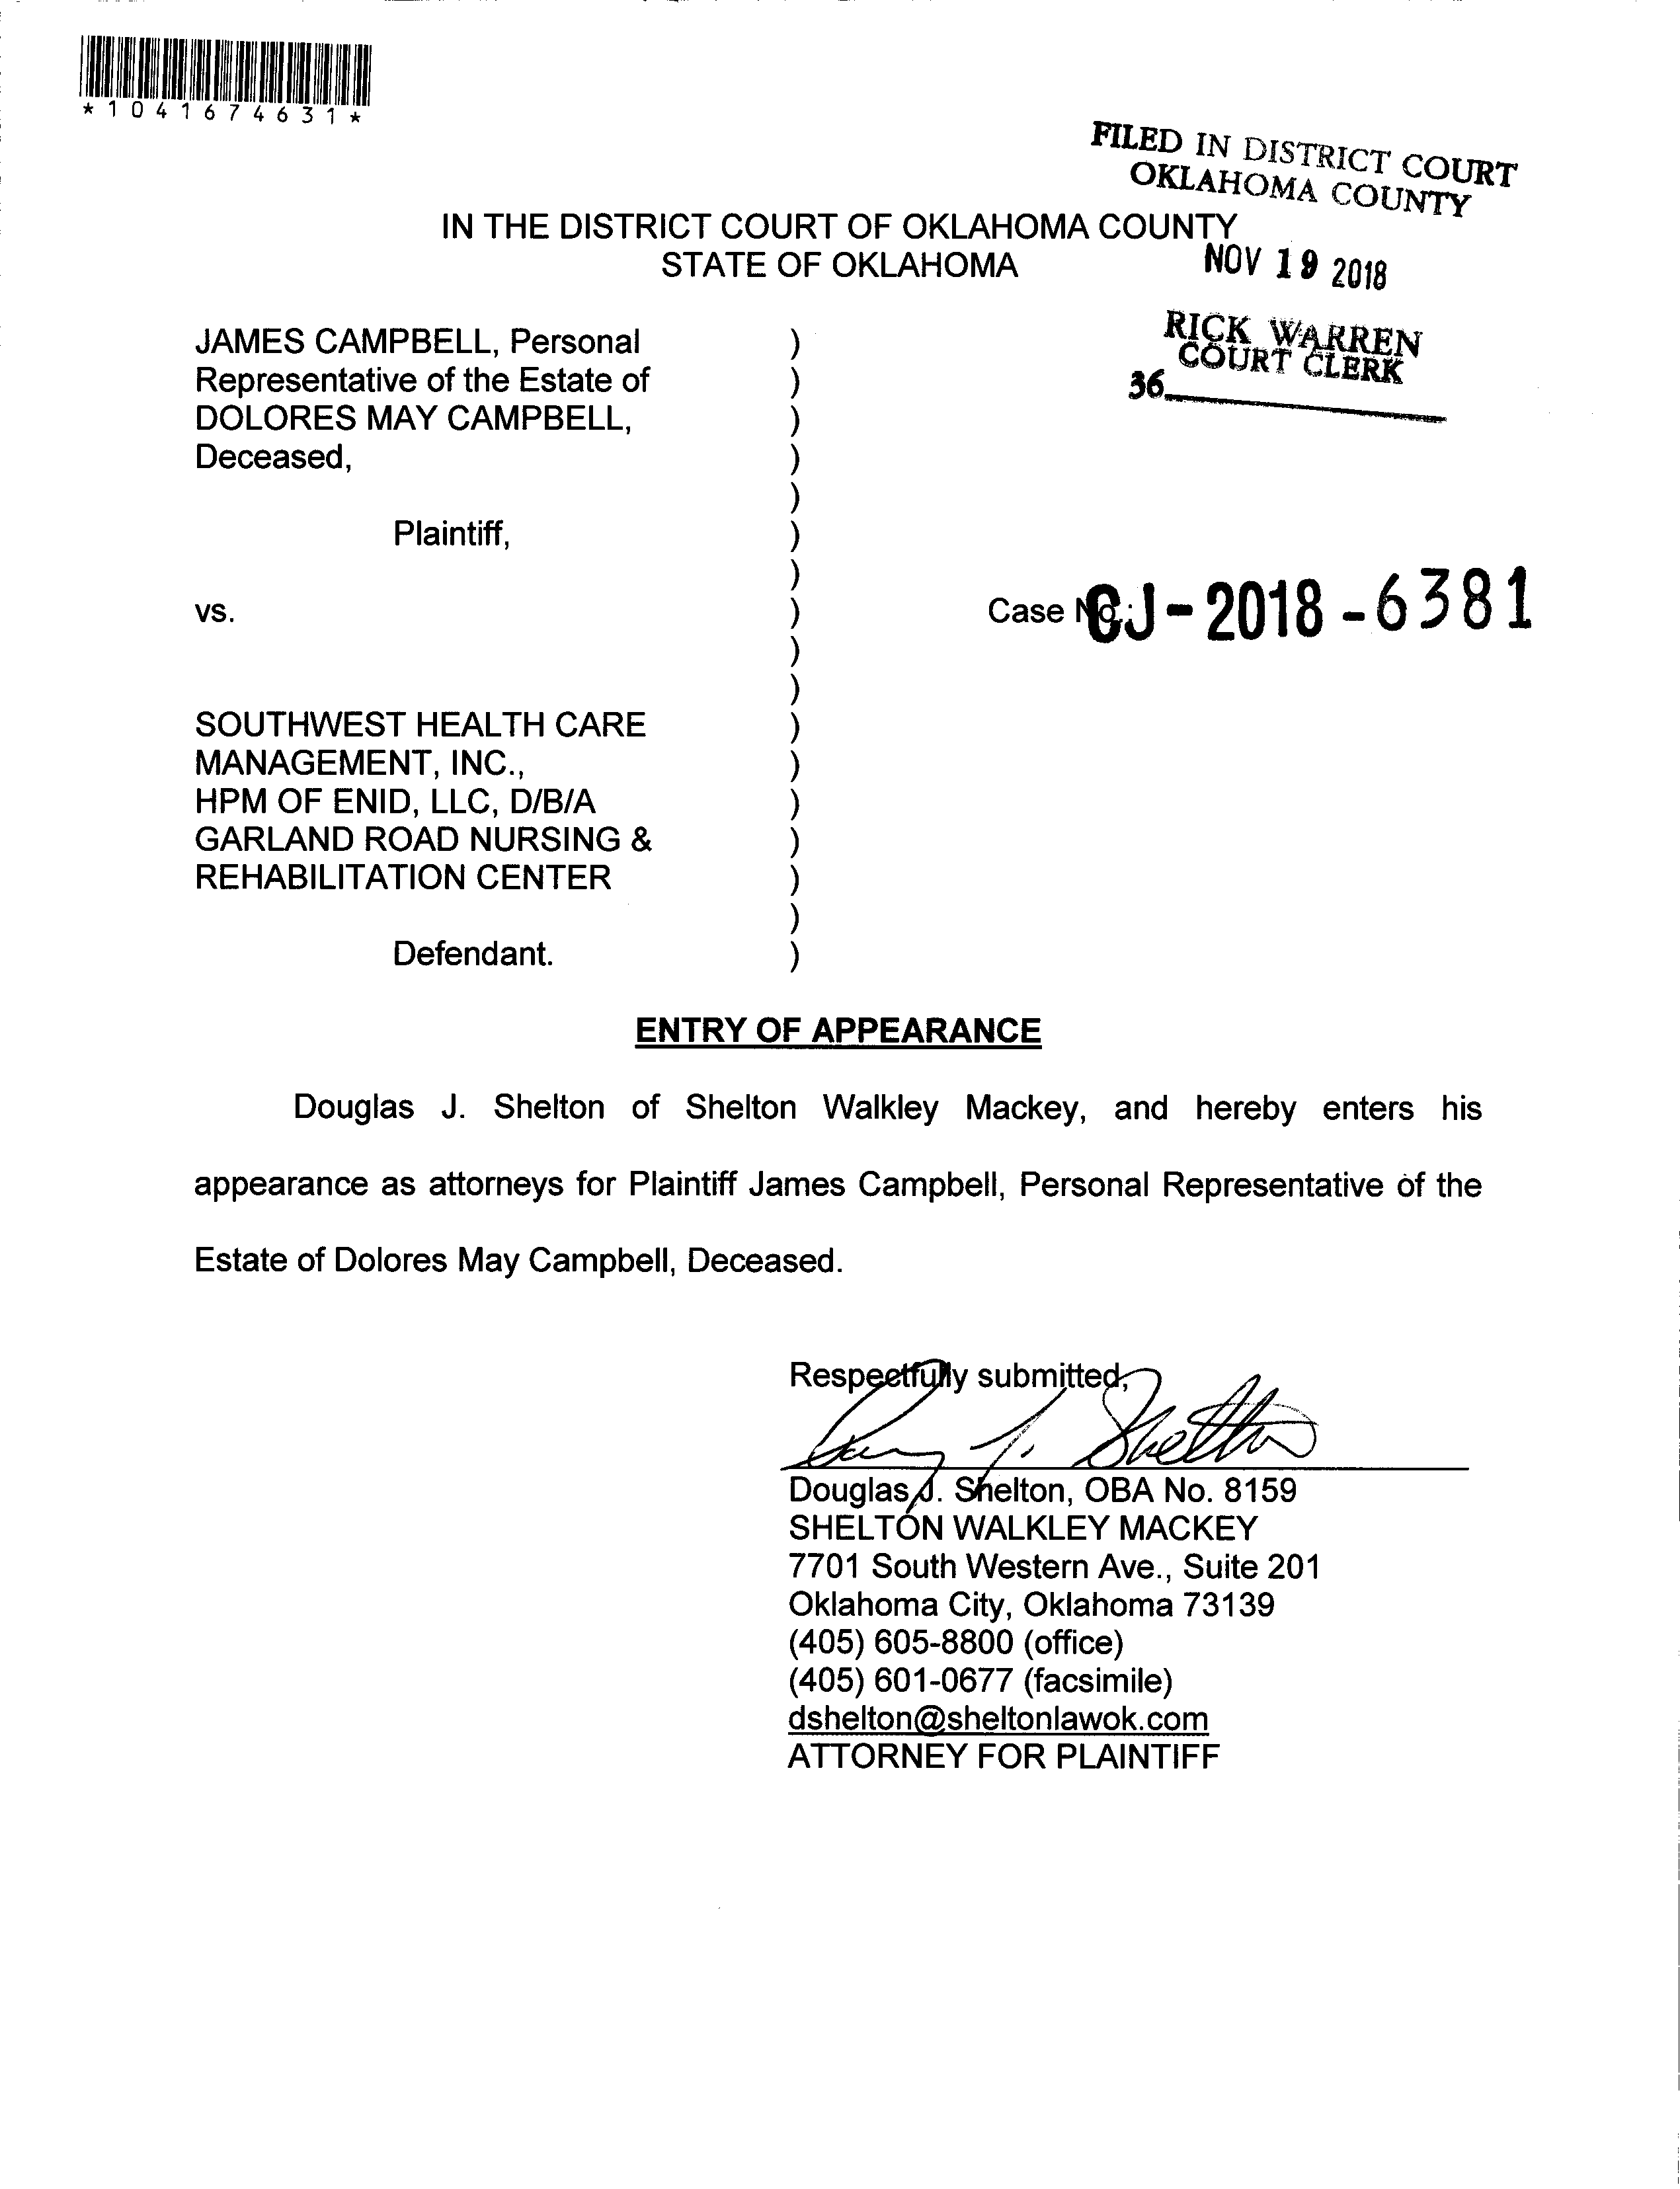 *1041674631*
FILED IN DISTRICT COURT
OKLAHOMA COUNTY
IN THE DISTRICT COURT OF OKLAHOMA COUNTY
STATE OF OKLAHOMA
NOV 19 2018
RICK WARREN
COURT CLERK
36
JAMES CAMPBELL, Personal )
Representative of the Estate of )
DOLORES MAY CAMPBELL, )
Deceased, )
)
Plaintiff, )
)
vs. ) Case No.: CJ-2018-6381
)
)
SOUTHWEST HEALTH CARE )
MANAGEMENT, INC., )
HPM OF ENID, LLC, D/B/A )
GARLAND ROAD NURSING & )
REHABILITATION CENTER )
)
Defendant. )
ENTRY OF APPEARANCE
Douglas J. Shelton of Shelton Walkley Mackey, and hereby enters his
appearance as attorneys for Plaintiff James Campbell, Personal Representative of the
Estate of Dolores May Campbell, Deceased.
Respectfully submitted,
Douglas J. Shelton, OBA No. 8159
SHELTON WALKLEY MACKEY
7701 South Western Ave., Suite 201
Oklahoma City, Oklahoma 73139
(405) 605-8800 (office)
(405) 601-0677 (facsimile)
dshelton@sheltonlawok.com
ATTORNEY FOR PLAINTIFF